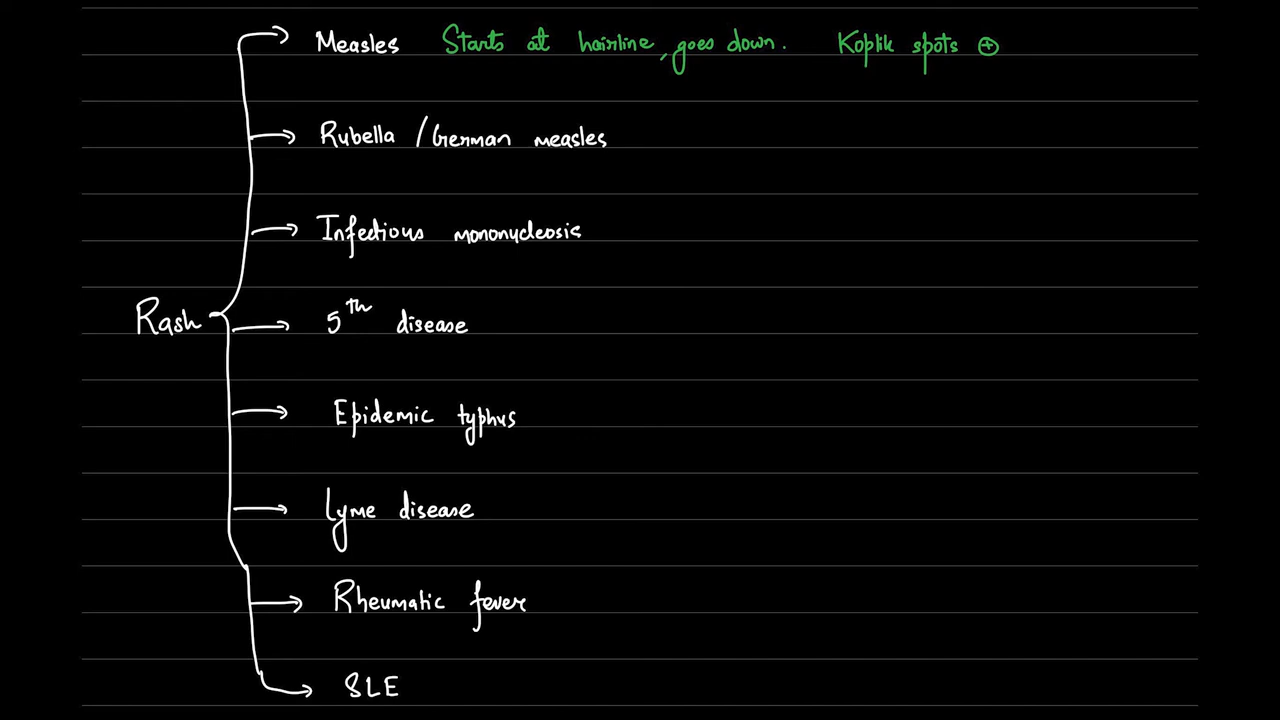 Measles Starts at hairline, goes down. Koplik spots ⊕
Rubella / German measles
Infectious mononucleosis
Rash
5th disease
Epidemic typhus
Lyme disease
Rheumatic fever
SLE